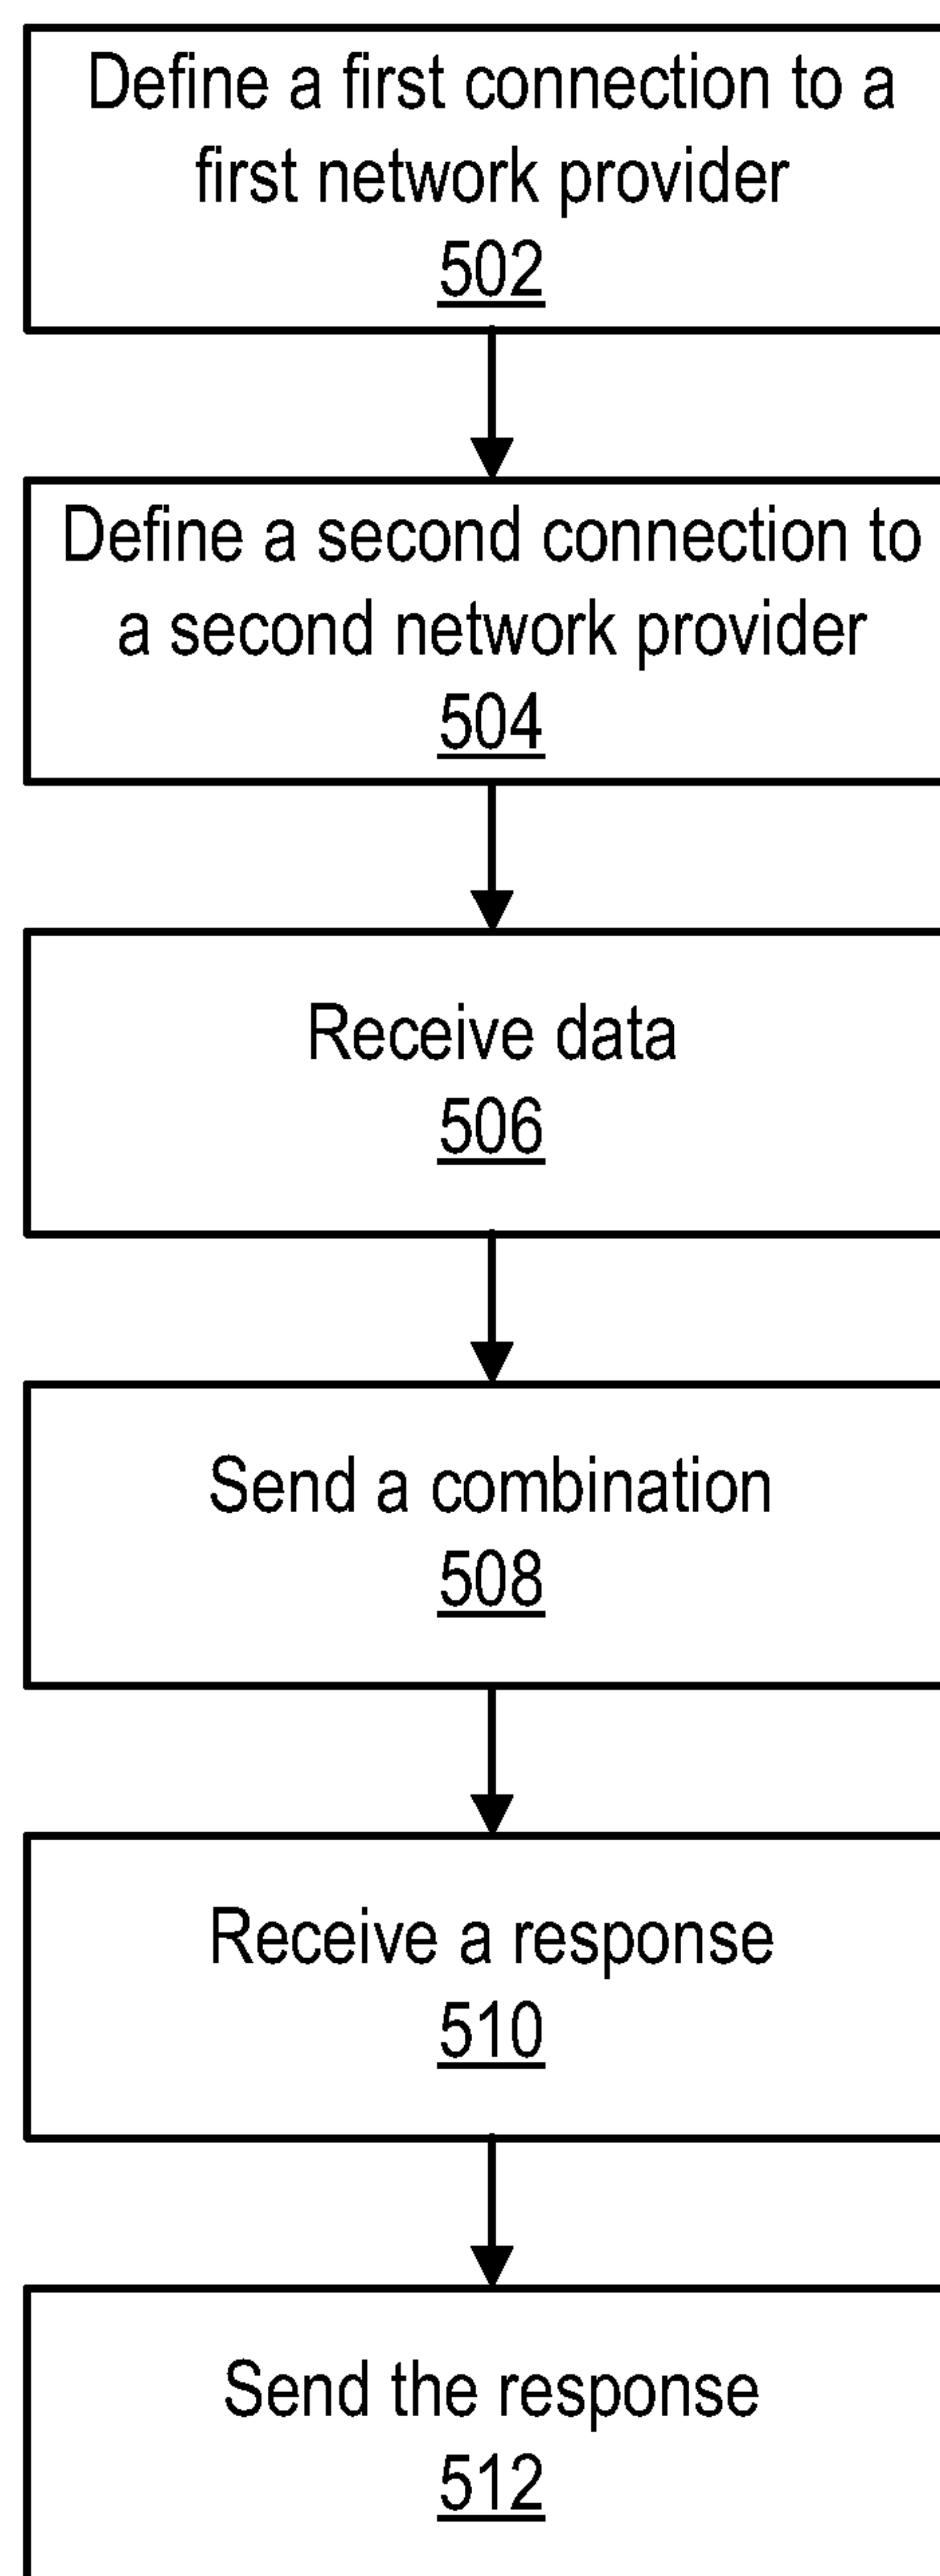 Define a first connection to a
first network provider
502
Define a second connection to
a second network provider
504
Receive data
506
Send a combination
508
Receive a response
510
Send the response
512